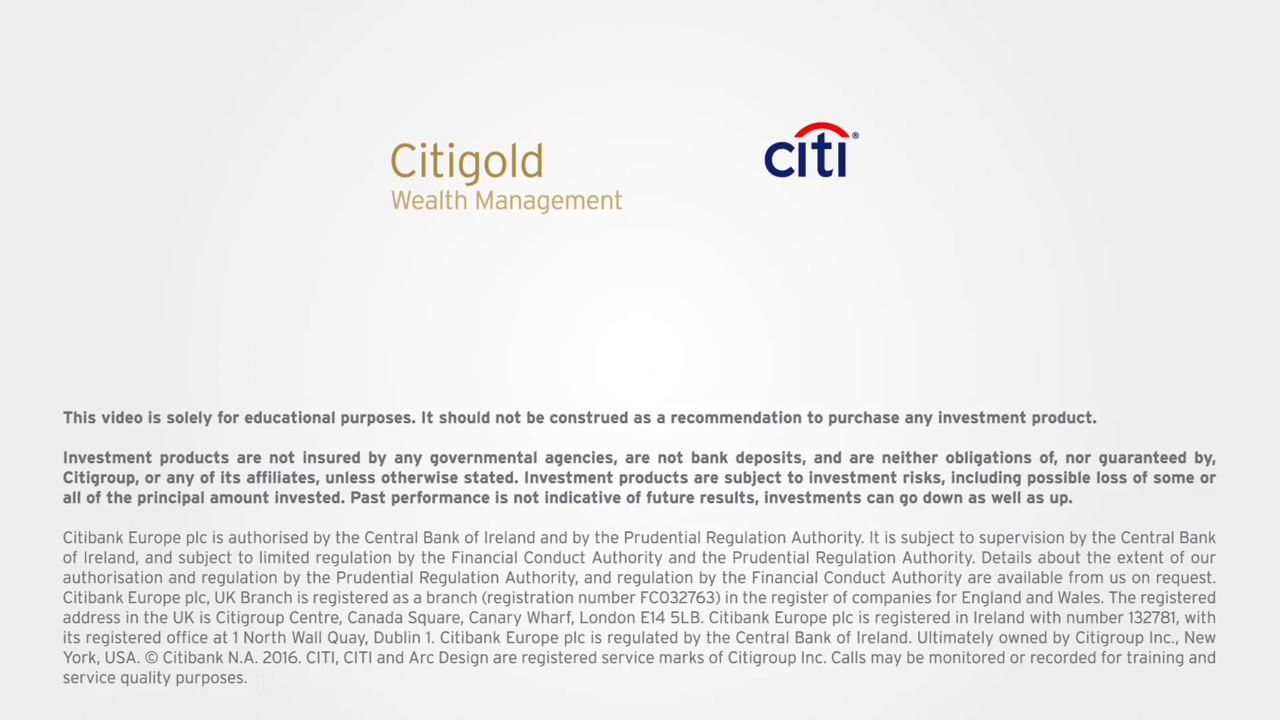 Citigold
Wealth Management
citi®
This video is solely for educational purposes. It should not be construed as a recommendation to purchase any investment product.
Investment products are not insured by any governmental agencies, are not bank deposits, and are neither obligations of, nor guaranteed by,
Citigroup, or any of its affiliates, unless otherwise stated. Investment products are subject to investment risks, including possible loss of some or
all of the principal amount invested. Past performance is not indicative of future results, investments can go down as well as up.
Citibank Europe plc is authorised by the Central Bank of Ireland and by the Prudential Regulation Authority. It is subject to supervision by the Central Bank
of Ireland, and subject to limited regulation by the Financial Conduct Authority and the Prudential Regulation Authority. Details about the extent of our
authorisation and regulation by the Prudential Regulation Authority, and regulation by the Financial Conduct Authority are available from us on request.
Citibank Europe plc, UK Branch is registered as a branch (registration number FC032763) in the register of companies for England and Wales. The registered
address in the UK is Citigroup Centre, Canada Square, Canary Wharf, London E14 5LB. Citibank Europe plc is registered in Ireland with number 132781, with
its registered office at 1 North Wall Quay, Dublin 1. Citibank Europe plc is regulated by the Central Bank of Ireland. Ultimately owned by Citigroup Inc., New
York, USA. © Citibank N.A. 2016. CITI, CITI and Arc Design are registered service marks of Citigroup Inc. Calls may be monitored or recorded for training and
service quality purposes.